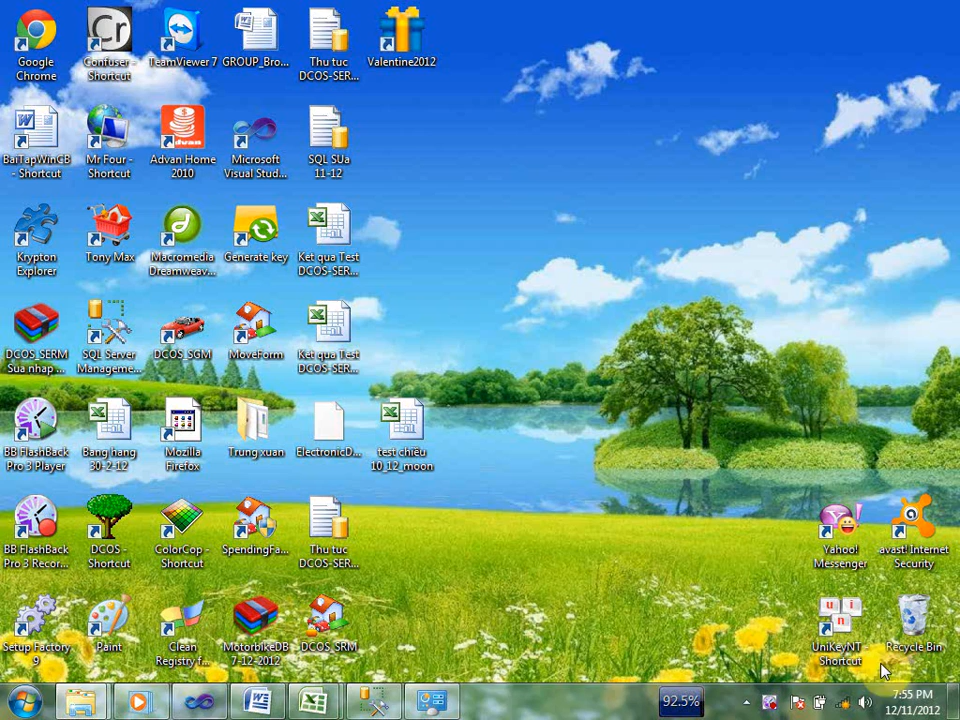 Google
Chrome
Confuser -
Shortcut
TeamViewer 7
GROUP_Bro...
Thu tuc
DCOS-SER...
Valentine2012
BaiTapWinGB
- Shortcut
Mr Four -
Shortcut
Advan Home
2010
Microsoft
Visual Stud...
SQL SUa
11-12
Krypton
Explorer
Tony Max
Macromedia
Dreamweav...
Generate key
Ket qua Test
DCOS-SER...
DCOS_SERM
Sua nhap ...
SQL Server
Manageme...
DCOS_SGM
MoveForm
Ket qua Test
DCOS-SER...
BB FlashBack
Pro 3 Player
Bang hang
30-2-12
Mozilla
Firefox
Trung xuan
ElectronicD...
test chiều
10_12_moon
BB FlashBack
Pro 3 Recor...
DCOS -
Shortcut
ColorCop -
Shortcut
SpendingFa...
Thu tuc
DCOS-SER...
Yahoo!
Messenger
avast! Internet
Security
Setup Factory
9
Paint
Clean
Registry f...
MotorbikeDB
7-12-2012
DCOS_SRM
UniKeyNT -
Shortcut
Recycle Bin
92.5%
7:55 PM
12/11/2012